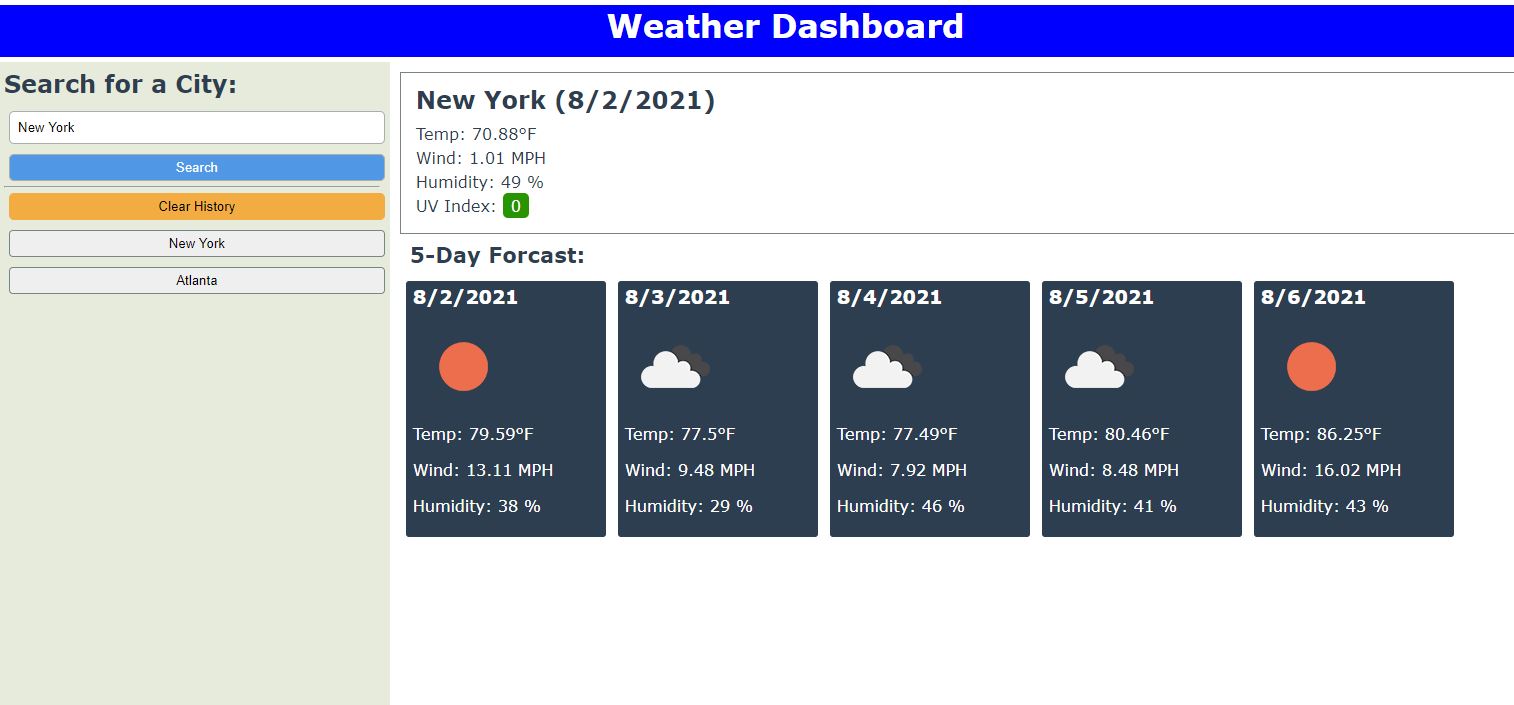 Weather Dashboard
Search for a City:
New York
Search
Clear History
New York
Atlanta
New York (8/2/2021)
Temp: 70.88°F
Wind: 1.01 MPH
Humidity: 49 %
UV Index: 0
5-Day Forcast:
8/2/2021
Temp: 79.59°F
Wind: 13.11 MPH
Humidity: 38 %
8/3/2021
Temp: 77.5°F
Wind: 9.48 MPH
Humidity: 29 %
8/4/2021
Temp: 77.49°F
Wind: 7.92 MPH
Humidity: 46 %
8/5/2021
Temp: 80.46°F
Wind: 8.48 MPH
Humidity: 41 %
8/6/2021
Temp: 86.25°F
Wind: 16.02 MPH
Humidity: 43 %